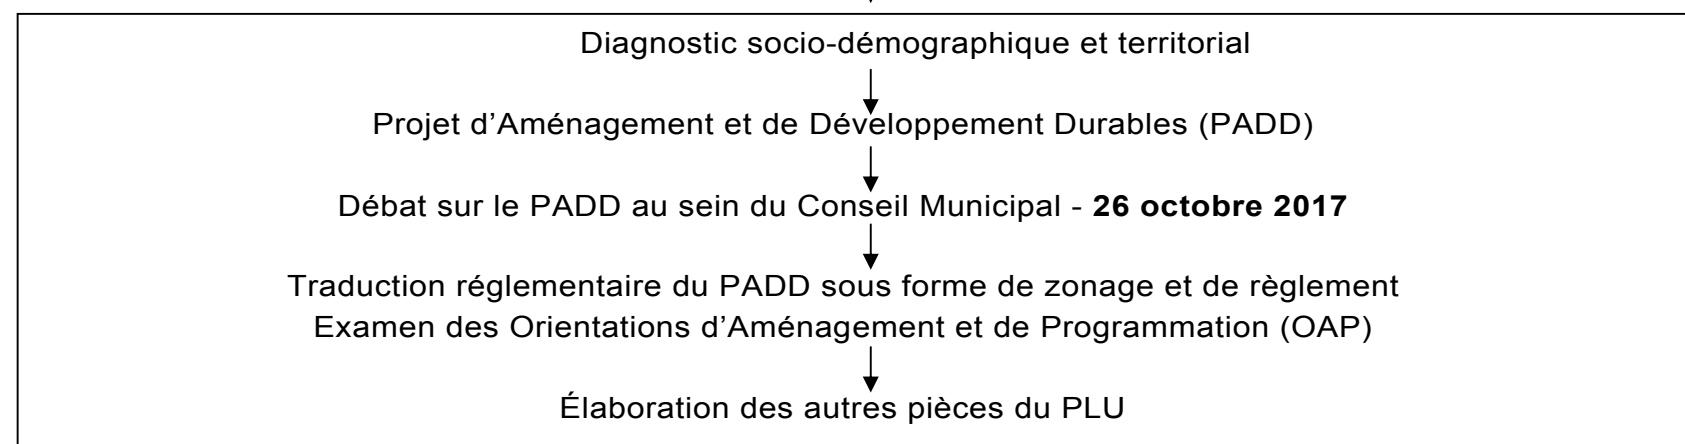 Diagnostic socio-démographique et territorial
Projet d’Aménagement et de Développement Durables (PADD)
Débat sur le PADD au sein du Conseil Municipal - 26 octobre 2017
Traduction réglementaire du PADD sous forme de zonage et de règlement
Examen des Orientations d’Aménagement et de Programmation (OAP)
Élaboration des autres pièces du PLU